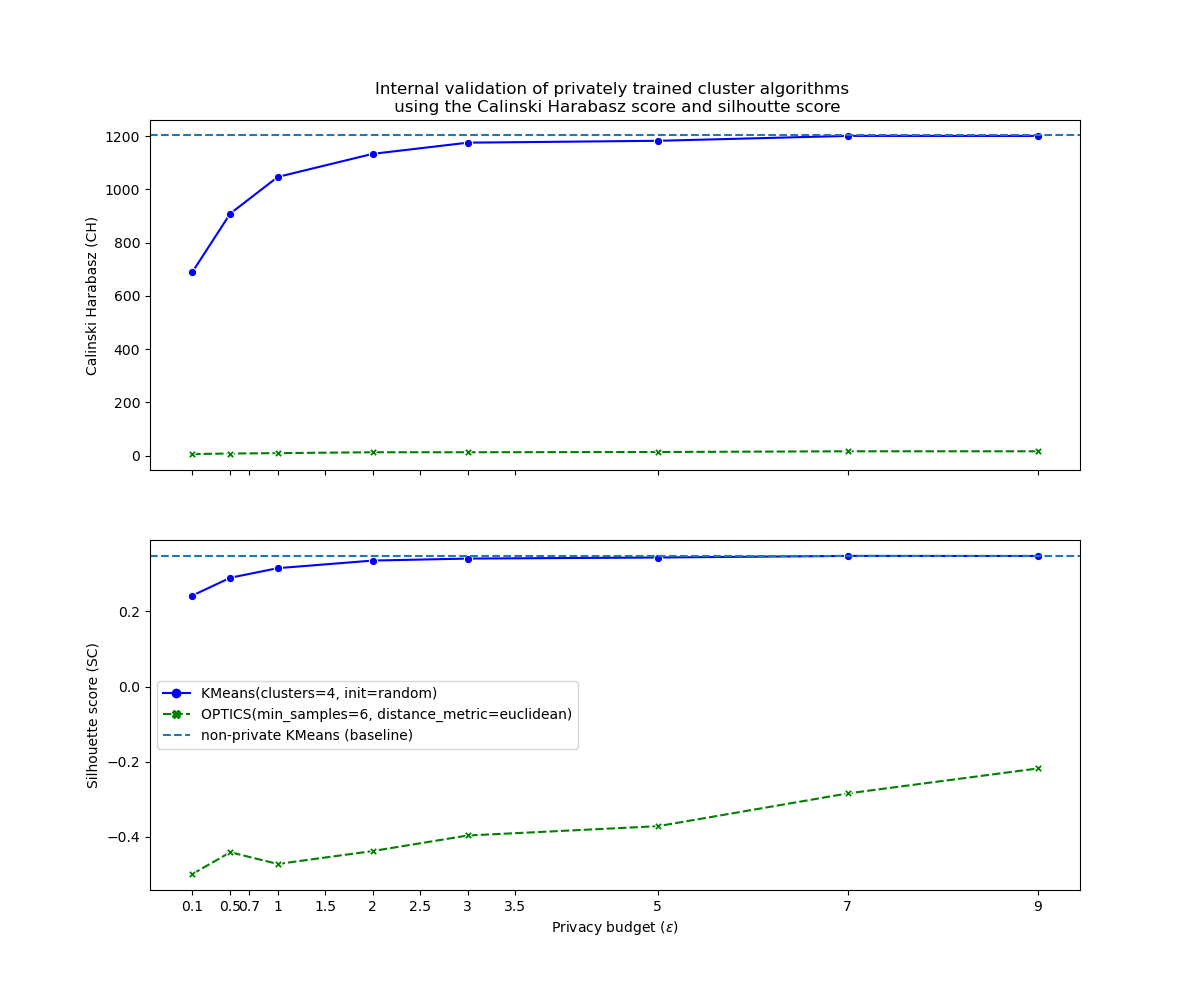 Internal validation of privately trained cluster algorithms
using the Calinski Harabasz score and silhoutte score
1200
1000
800
600
400
200
0
Calinski Harabasz (CH)
0.2
0.0
−0.2
−0.4
Silhouette score (SC)
KMeans(clusters=4, init=random)
OPTICS(min_samples=6, distance_metric=euclidean)
non-private KMeans (baseline)
0.1 0.5 0.7 1 1.5 2 2.5 3 3.5 5 7 9
Privacy budget (ε)